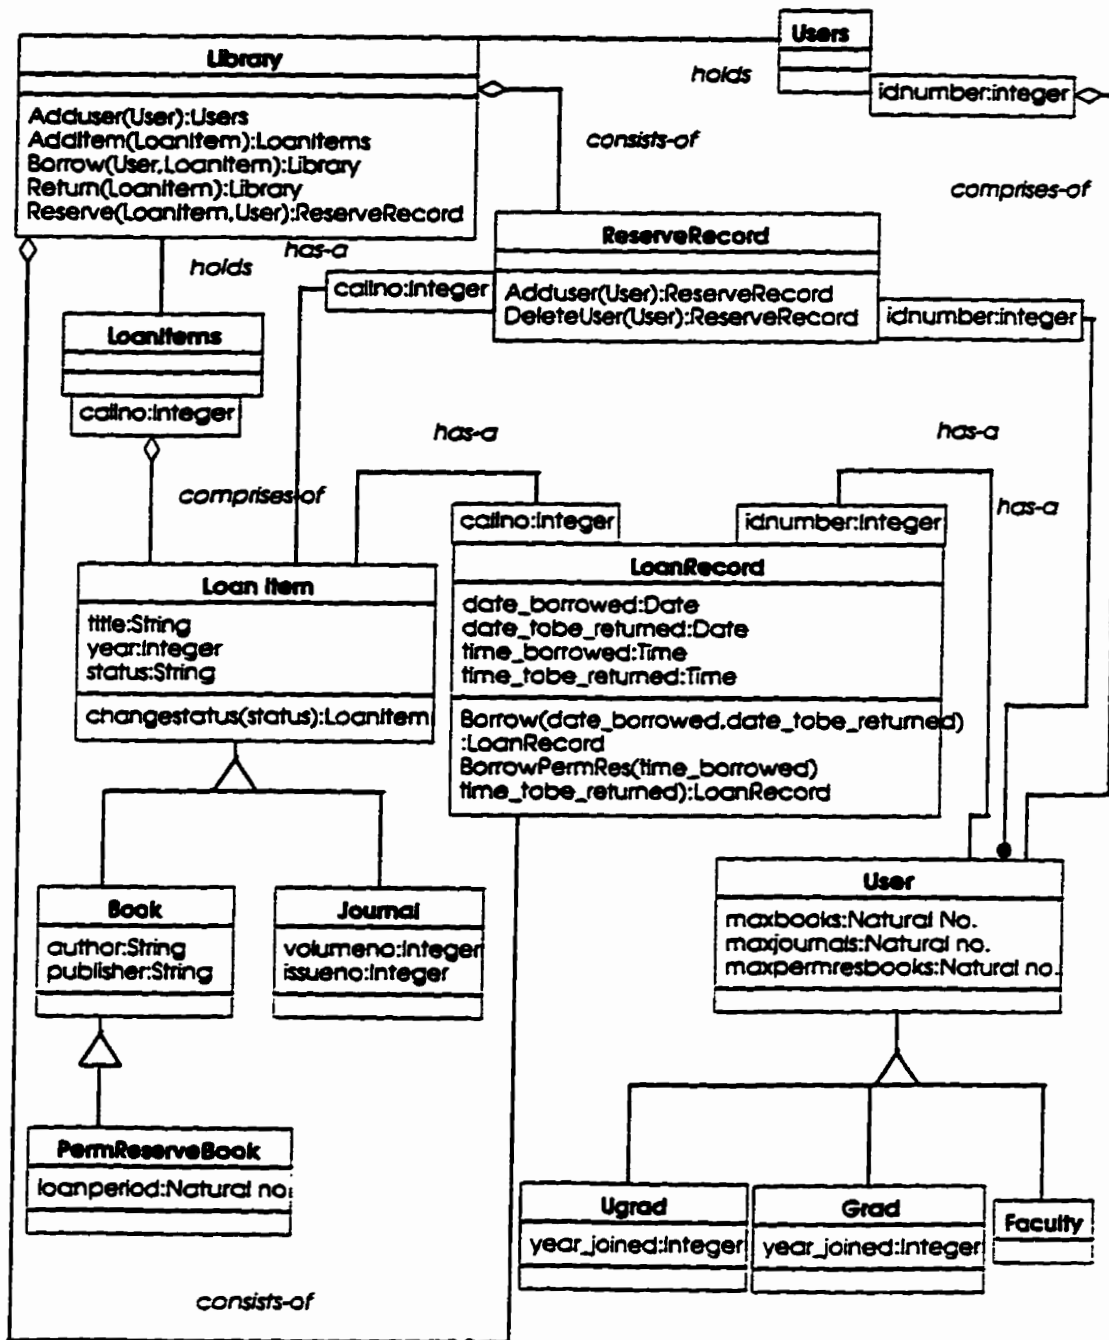 Users
Library
holds
idnumber:integer
Adduser(User):Users
AddItem(LoanItem):LoanItems
Borrow(User,LoanItem):Library
Return(LoanItem):Library
Reserve(LoanItem,User):ReserveRecord
consists-of
comprises-of
ReserveRecord
has-a
holds
callno:Integer
Adduser(User):ReserveRecord
DeleteUser(User):ReserveRecord
idnumber:integer
LoanItems
callno:Integer
has-a
has-a
comprises-of
has-a
callno:Integer
idnumber:Integer
LoanRecord
Loan Item
date_borrowed:Date
date_tobe_returned:Date
time_borrowed:Time
time_tobe_returned:Time
title:String
year:Integer
status:String
changestatus(status):LoanItem
Borrow(date_borrowed,date_tobe_returned)
:LoanRecord
BorrowPermRes(time_borrowed)
time_tobe_returned):LoanRecord
User
maxbooks:Natural No.
maxjournals:Natural no.
maxpermresbooks:Natural no.
Book
author:String
publisher:String
Journal
volumeno:Integer
issueno:Integer
PermReserveBook
loanperiod:Natural no.
Ugrad
year_joined:Integer
Grad
year_joined:Integer
Faculty
consists-of